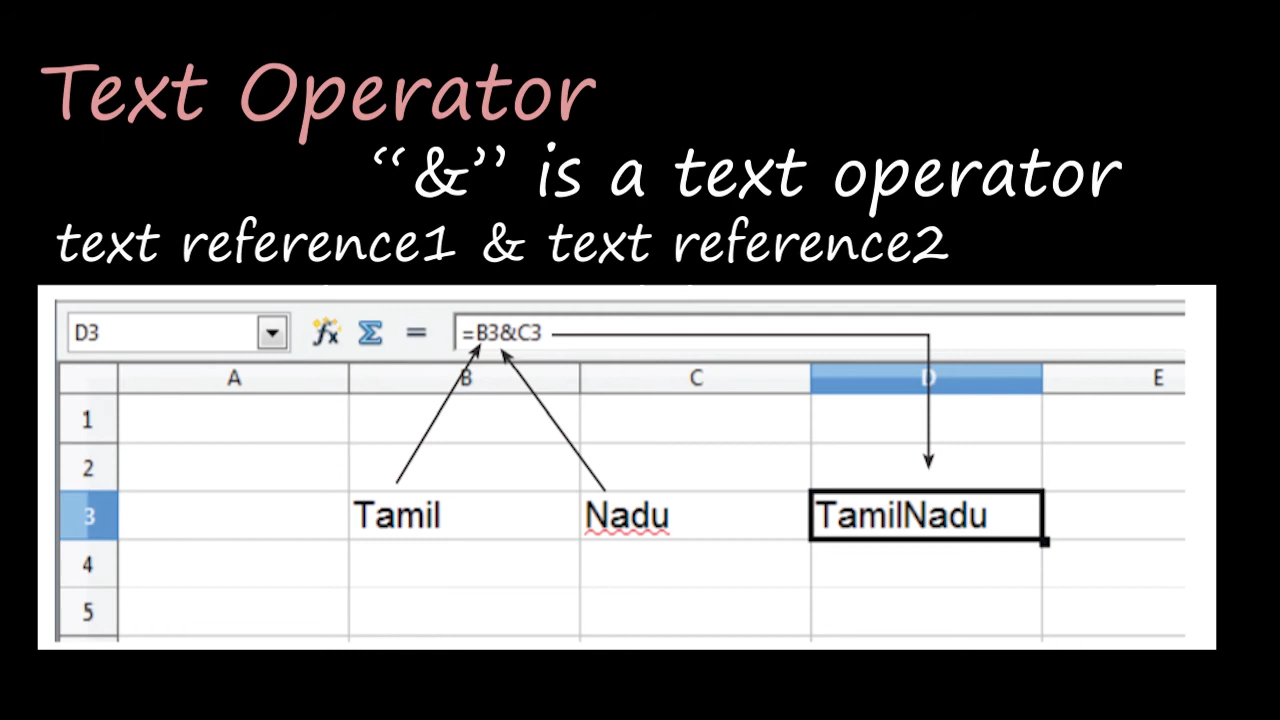 Text Operator
“&” is a text operator
text reference1 & text reference2
D3 fx Σ = =B3&C3
A B C D E
1
2
3 Tamil Nadu TamilNadu
4
5